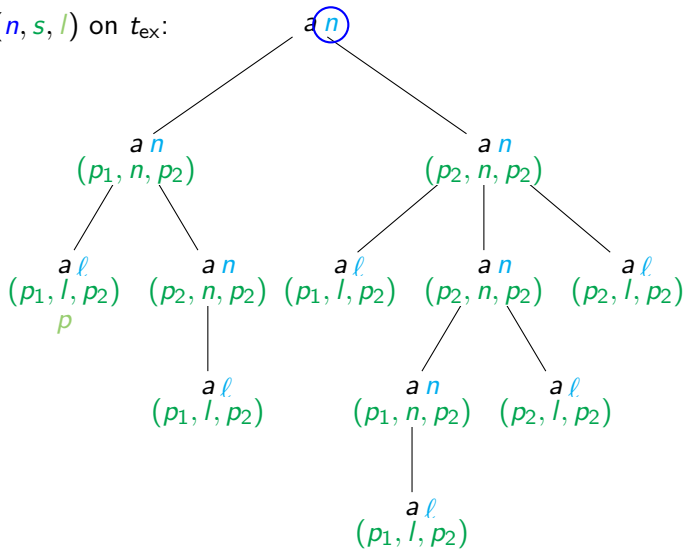 (n, s, l) on t_ex:
a n
a n a n
(p₁, n, p₂) (p₂, n, p₂)
a ℓ a n a ℓ a n a ℓ
(p₁, l, p₂) (p₂, n, p₂) (p₁, l, p₂) (p₂, n, p₂) (p₂, l, p₂)
p
a ℓ a n a ℓ
(p₁, l, p₂) (p₁, n, p₂) (p₂, l, p₂)
a ℓ
(p₁, l, p₂)